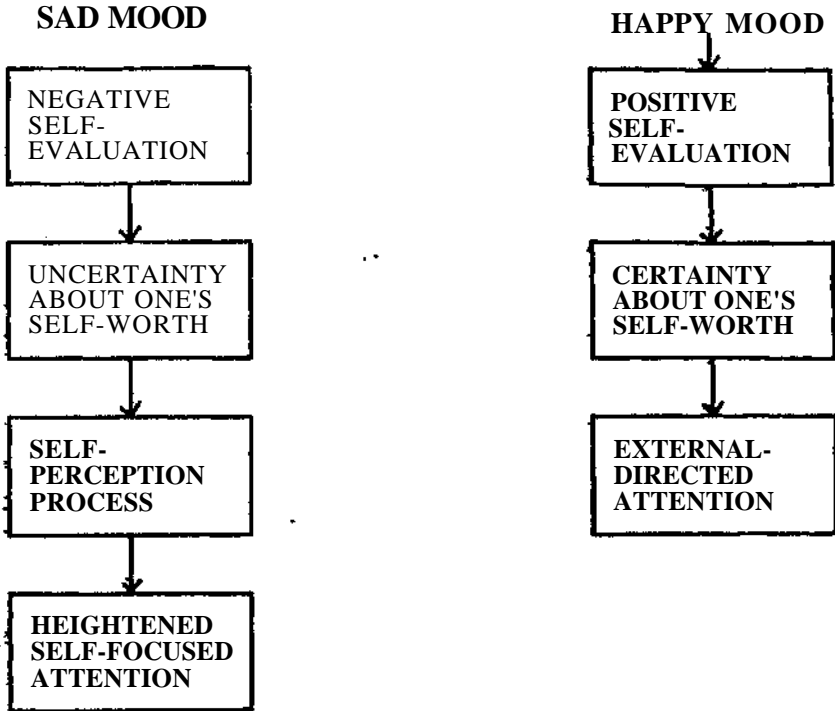 SAD MOOD
NEGATIVE
SELF-
EVALUATION
UNCERTAINTY
ABOUT ONE'S
SELF-WORTH
SELF-
PERCEPTION
PROCESS
HEIGHTENED
SELF-FOCUSED
ATTENTION
HAPPY MOOD
POSITIVE
SELF-
EVALUATION
CERTAINTY
ABOUT ONE'S
SELF-WORTH
EXTERNAL-
DIRECTED
ATTENTION